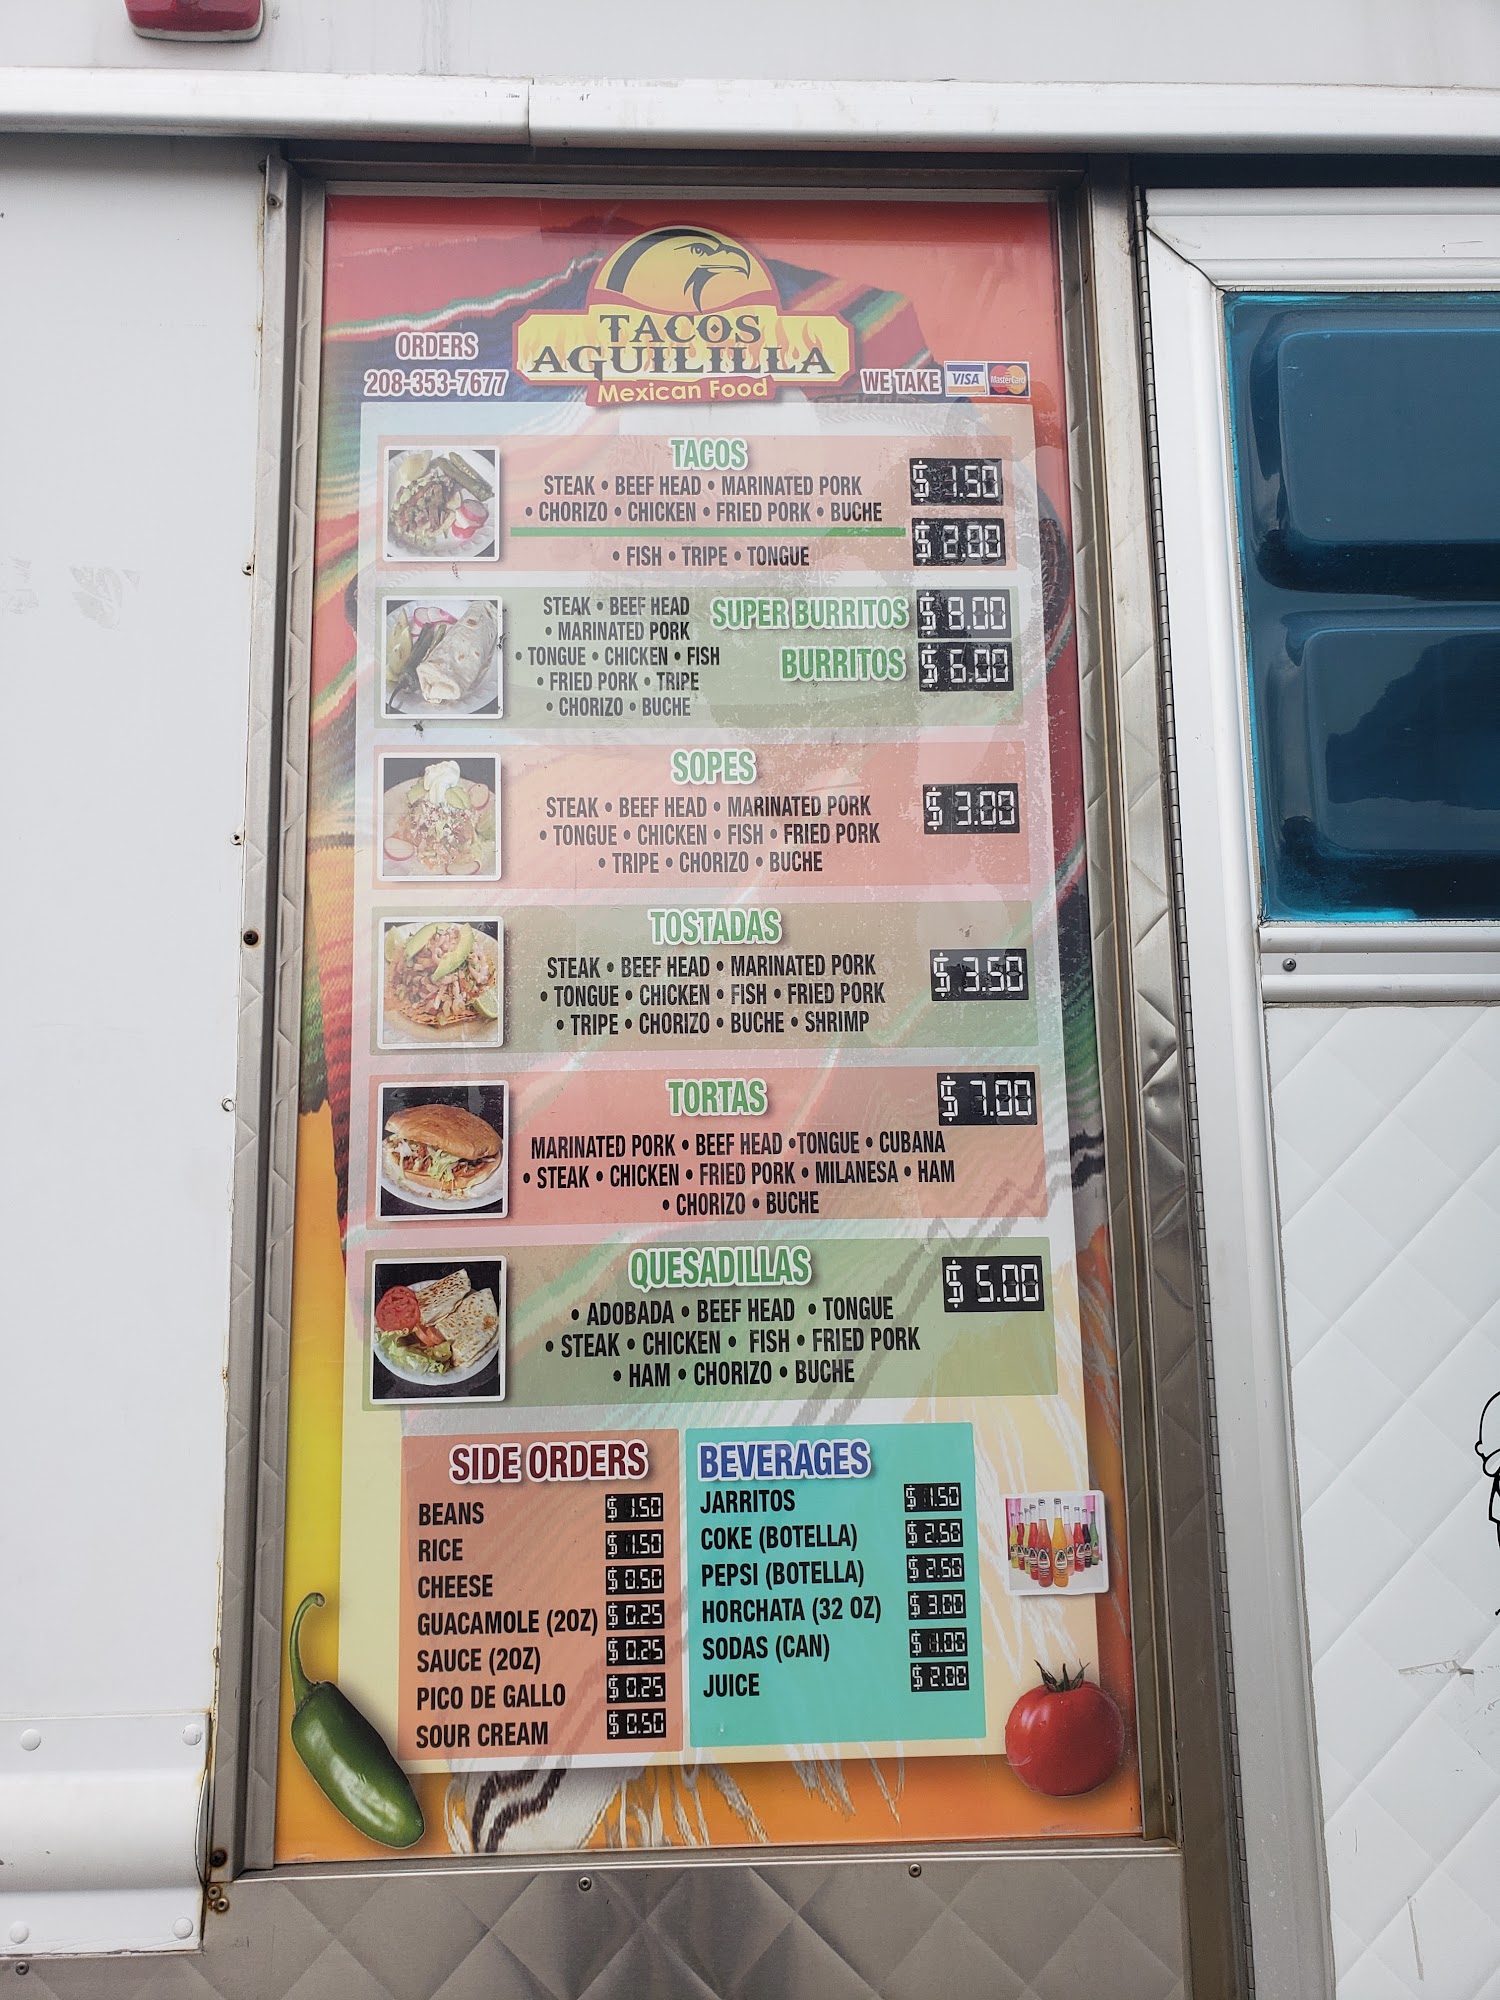 TACOS
AGUILILLA
Mexican Food
ORDERS
208-353-7677
WE TAKE VISA MasterCard
TACOS
STEAK • BEEF HEAD • MARINATED PORK
• CHORIZO • CHICKEN • FRIED PORK • BUCHE
$ 1.50
• FISH • TRIPE • TONGUE
$ 2.00
STEAK • BEEF HEAD
• MARINATED PORK
• TONGUE • CHICKEN • FISH
• FRIED PORK • TRIPE
• CHORIZO • BUCHE
SUPER BURRITOS $ 8.00
BURRITOS $ 6.00
SOPES
STEAK • BEEF HEAD • MARINATED PORK
• TONGUE • CHICKEN • FISH • FRIED PORK
• TRIPE • CHORIZO • BUCHE
$ 3.00
TOSTADAS
STEAK • BEEF HEAD • MARINATED PORK
• TONGUE • CHICKEN • FISH • FRIED PORK
• TRIPE • CHORIZO • BUCHE • SHRIMP
$ 3.50
TORTAS
$ 7.00
MARINATED PORK • BEEF HEAD •TONGUE • CUBANA
• STEAK • CHICKEN • FRIED PORK • MILANESA • HAM
• CHORIZO • BUCHE
QUESADILLAS
$ 5.00
• ADOBADA • BEEF HEAD • TONGUE
• STEAK • CHICKEN • FISH • FRIED PORK
• HAM • CHORIZO • BUCHE
SIDE ORDERS
BEANS $ 1.50
RICE $ 1.50
CHEESE $ 0.50
GUACAMOLE (2OZ) $ 0.25
SAUCE (2OZ) $ 0.25
PICO DE GALLO $ 0.25
SOUR CREAM $ 0.50
BEVERAGES
JARRITOS $ 1.50
COKE (BOTELLA) $ 2.50
PEPSI (BOTELLA) $ 2.50
HORCHATA (32 OZ) $ 3.00
SODAS (CAN) $ 1.00
JUICE $ 2.00